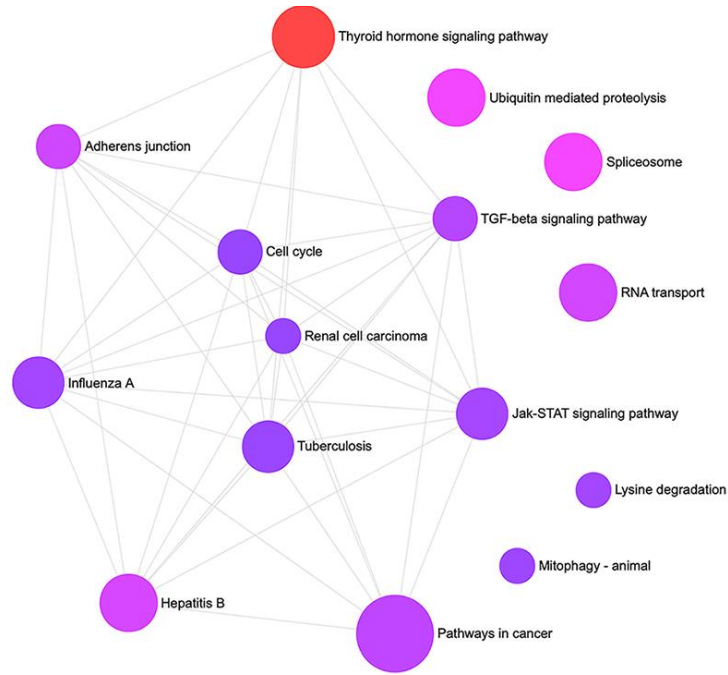 Thyroid hormone signaling pathway
Ubiquitin mediated proteolysis
Adherens junction
Spliceosome
TGF-beta signaling pathway
Cell cycle
RNA transport
Renal cell carcinoma
Influenza A
Jak-STAT signaling pathway
Tuberculosis
Lysine degradation
Mitophagy - animal
Hepatitis B
Pathways in cancer